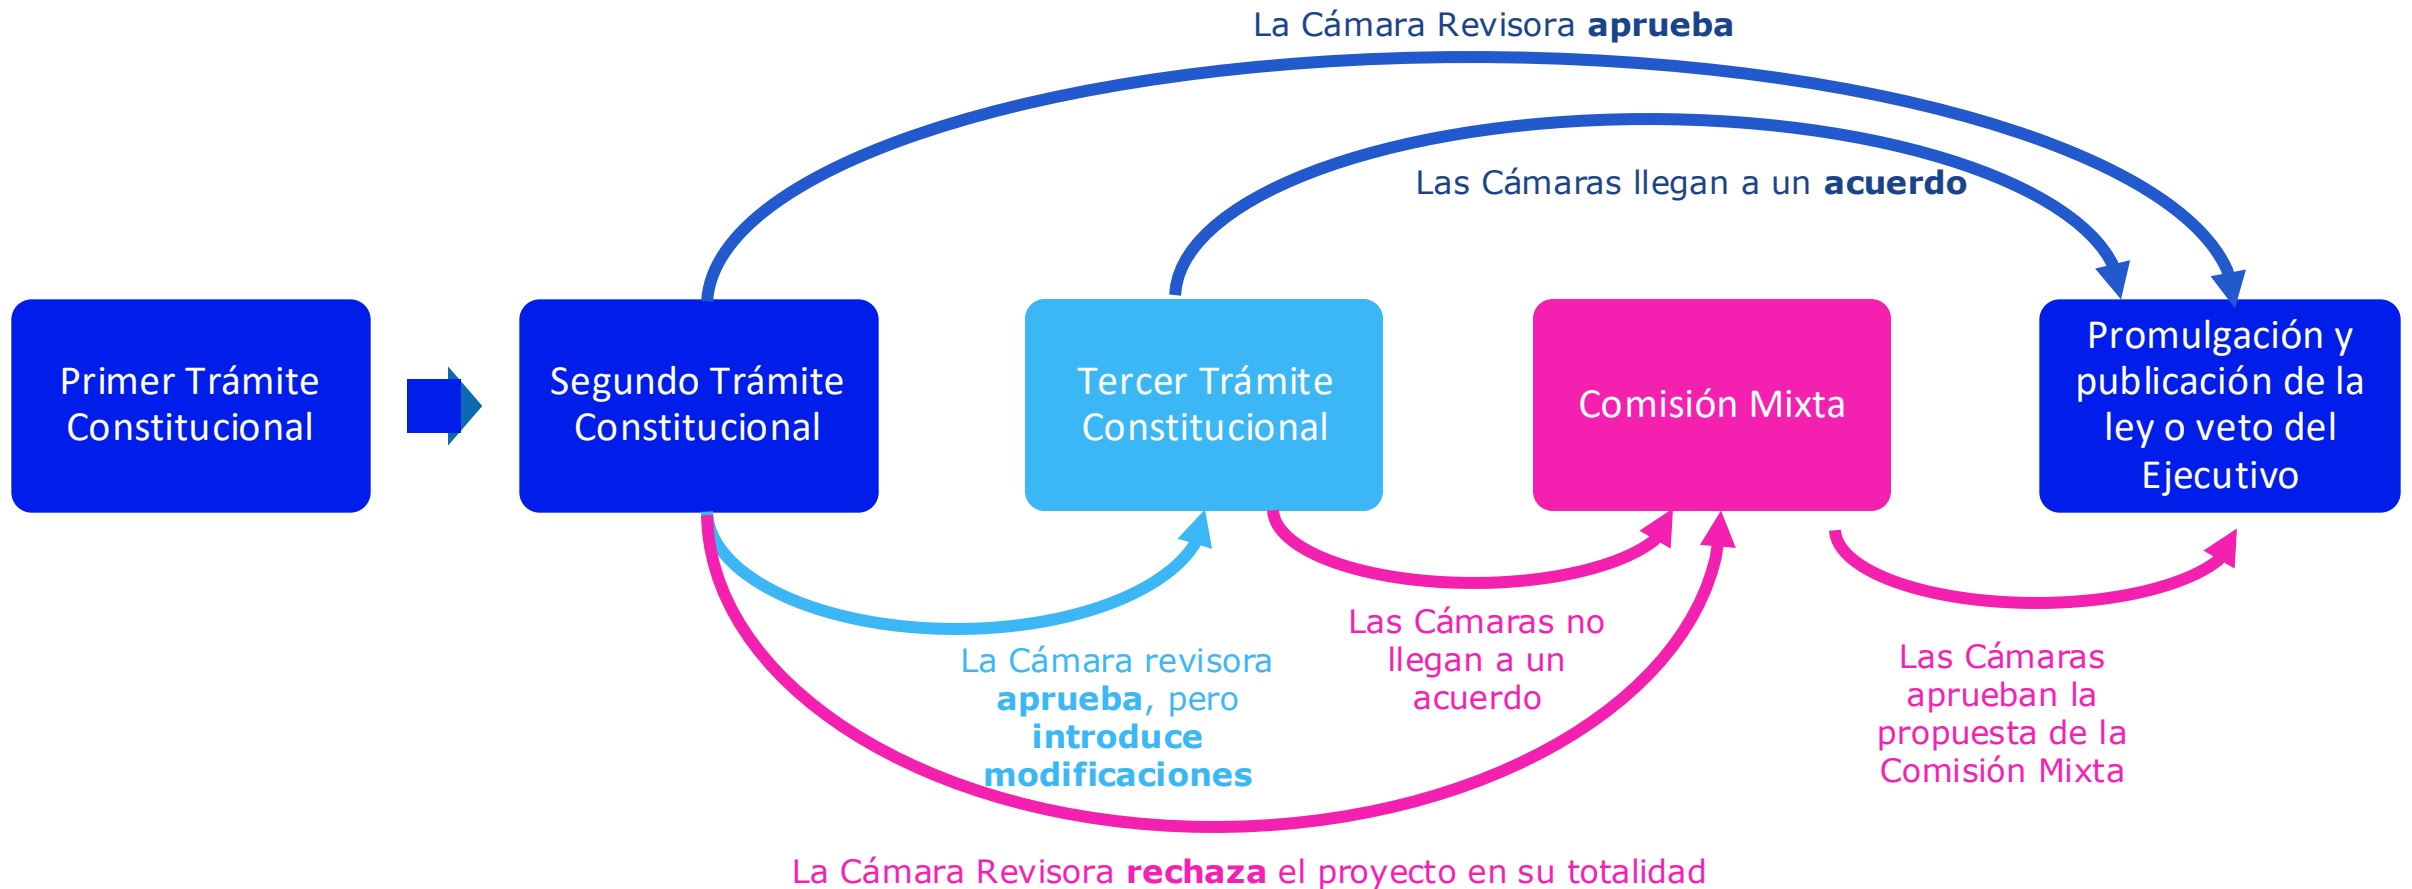 La Cámara Revisora aprueba
Las Cámaras llegan a un acuerdo
Primer Trámite
Constitucional
Segundo Trámite
Constitucional
Tercer Trámite
Constitucional
Comisión Mixta
Promulgación y
publicación de la
ley o veto del
Ejecutivo
La Cámara revisora
aprueba, pero
introduce
modificaciones
Las Cámaras no
llegan a un
acuerdo
Las Cámaras
aprueban la
propuesta de la
Comisión Mixta
La Cámara Revisora rechaza el proyecto en su totalidad